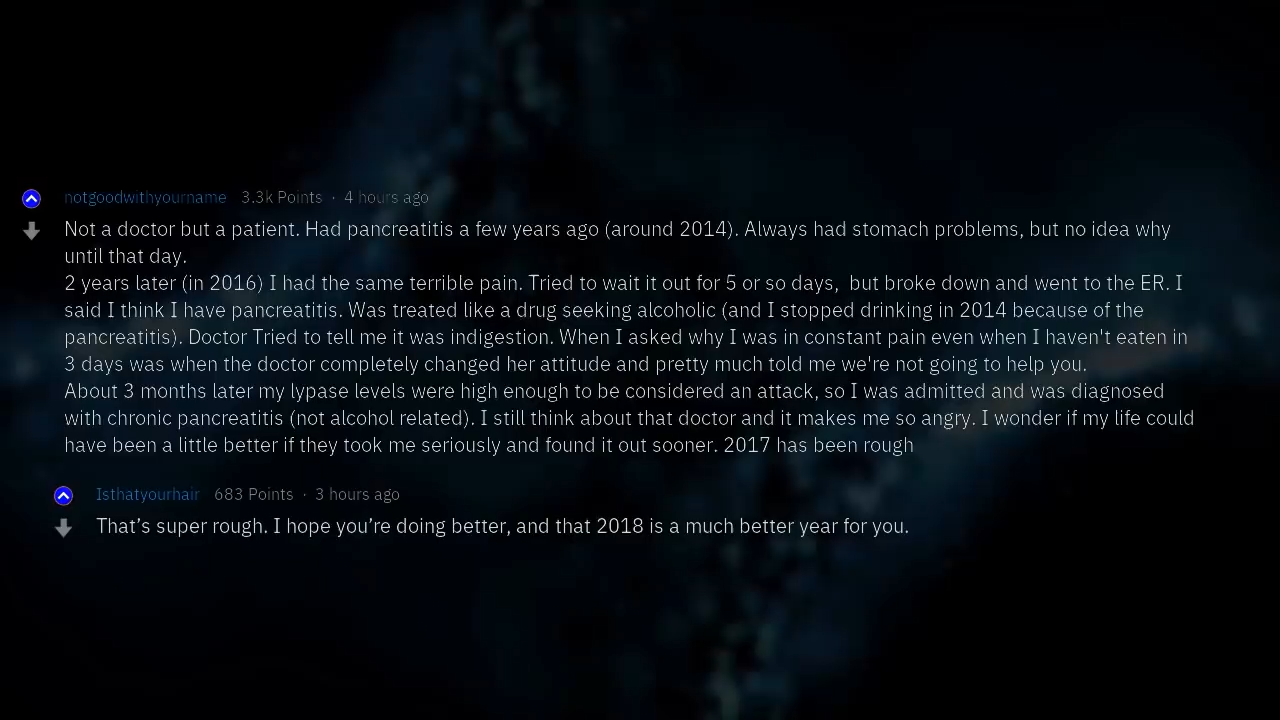 notgoodwithyourname 3.3k Points · 4 hours ago
Not a doctor but a patient. Had pancreatitis a few years ago (around 2014). Always had stomach problems, but no idea why
until that day.
2 years later (in 2016) I had the same terrible pain. Tried to wait it out for 5 or so days, but broke down and went to the ER. I
said I think I have pancreatitis. Was treated like a drug seeking alcoholic (and I stopped drinking in 2014 because of the
pancreatitis). Doctor Tried to tell me it was indigestion. When I asked why I was in constant pain even when I haven't eaten in
3 days was when the doctor completely changed her attitude and pretty much told me we're not going to help you.
About 3 months later my lypase levels were high enough to be considered an attack, so I was admitted and was diagnosed
with chronic pancreatitis (not alcohol related). I still think about that doctor and it makes me so angry. I wonder if my life could
have been a little better if they took me seriously and found it out sooner. 2017 has been rough
Isthatyourhair 683 Points · 3 hours ago
That’s super rough. I hope you’re doing better, and that 2018 is a much better year for you.